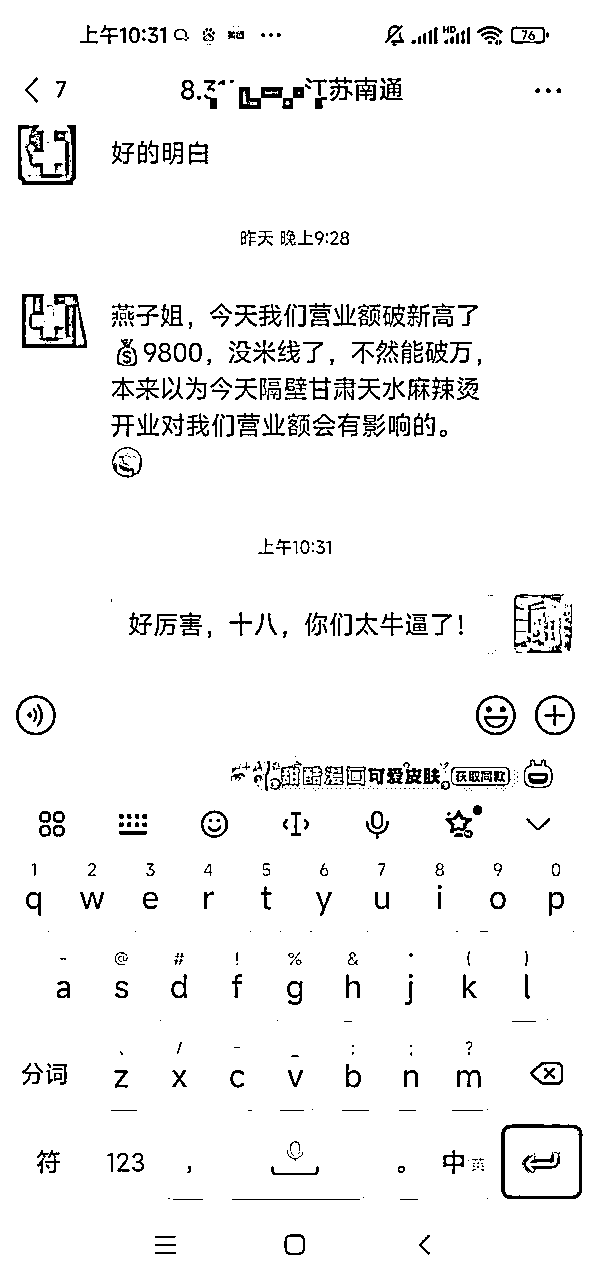 上午10:31
HD
76
7
8.3 江苏南通
好的明白
昨天 晚上9:28
燕子姐，今天我们营业额破新高了
💰9800，没米线了，不然能破万，
本来以为今天隔壁甘肃天水麻辣烫
开业对我们营业额会有影响的。
上午10:31
好厉害，十八，你们太牛逼了！
可爱皮肤 获取同款
1 2 3 4 5 6 7 8 9 0
q w e r t y u i o p
- @ # ! % & * ( )
a s d f g h j k l
、 / - _ : ; ?
分词 z x c v b n m
符 123 ， 。 中英